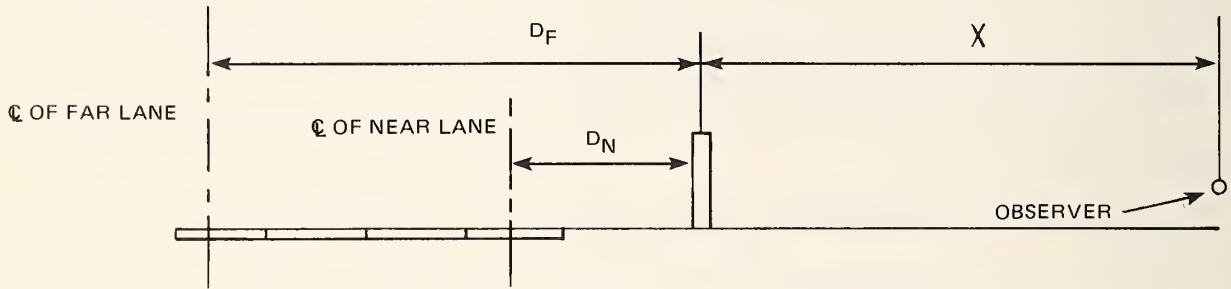 D_F
X
℄ OF FAR LANE
℄ OF NEAR LANE
D_N
OBSERVER